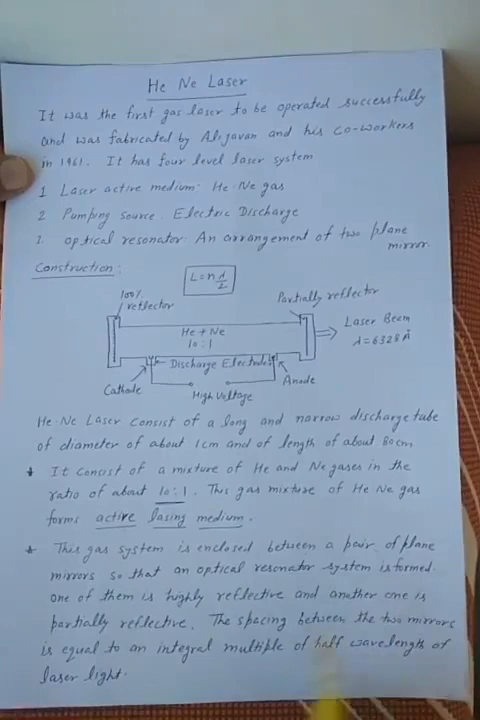 He Ne Laser
It was the first gas laser to be operated successfully
and was fabricated by Ali Javan and his co-workers
in 1961. It has four level laser system
1 Laser active medium: He-Ne gas
2 Pumping source: Electric Discharge
3. optical resonator: An arrangement of two plane
mirror.
Construction:
L=n λ/2
100%
reflector
Partially reflector
He + Ne
10:1
Laser Beam
λ=6328 Å
Discharge Electrodes
Cathode
Anode
High Voltage
He-Ne Laser consist of a long and narrow discharge tube
of diameter of about 1cm and of length of about 80cm
* It consist of a mixture of He and Ne gases in the
ratio of about 10:1. This gas mixture of He Ne gas
forms active lasing medium.
* This gas system is enclosed between a pair of plane
mirrors so that an optical resonator system is formed.
one of them is highly reflective and another one is
partially reflective. The spacing between the two mirrors
is equal to an integral multiple of half wavelength of
laser light.